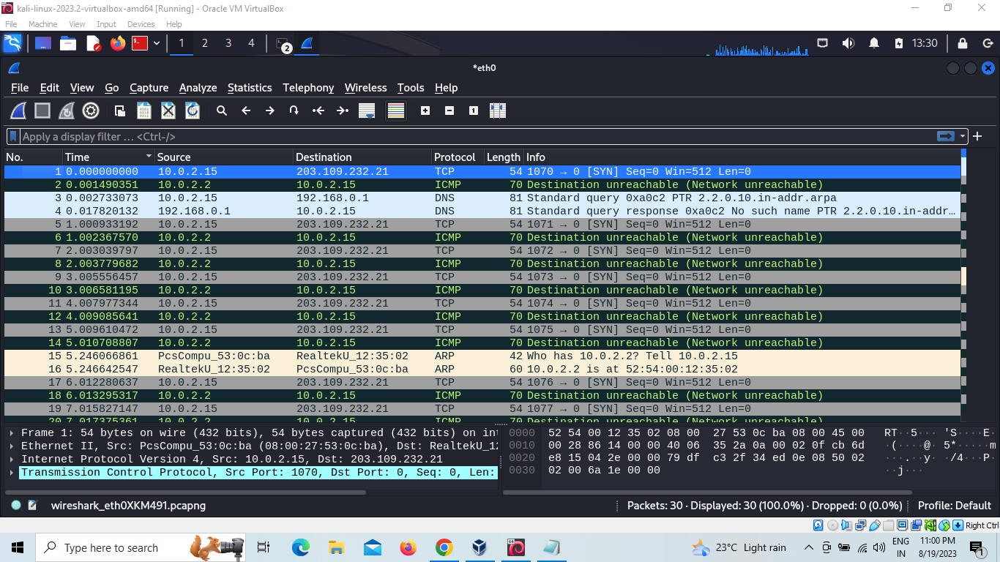 kali-linux-2023.2-virtualbox-amd64 [Running] - Oracle VM VirtualBox
File Machine View Input Devices Help
1 2 3 4 2 13:30
*eth0
File Edit View Go Capture Analyze Statistics Telephony Wireless Tools Help
Apply a display filter … <Ctrl-/>
No. Time Source Destination Protocol Length Info
1 0.000000000 10.0.2.15 203.109.232.21 TCP 54 1070 → 0 [SYN] Seq=0 Win=512 Len=0
2 0.001490351 10.0.2.2 10.0.2.15 ICMP 70 Destination unreachable (Network unreachable)
3 0.002733073 10.0.2.15 192.168.0.1 DNS 81 Standard query 0xa0c2 PTR 2.2.0.10.in-addr.arpa
4 0.017820132 192.168.0.1 10.0.2.15 DNS 81 Standard query response 0xa0c2 No such name PTR 2.2.0.10.in-addr…
5 1.000933192 10.0.2.15 203.109.232.21 TCP 54 1071 → 0 [SYN] Seq=0 Win=512 Len=0
6 1.002367570 10.0.2.2 10.0.2.15 ICMP 70 Destination unreachable (Network unreachable)
7 2.003039797 10.0.2.15 203.109.232.21 TCP 54 1072 → 0 [SYN] Seq=0 Win=512 Len=0
8 2.003779682 10.0.2.2 10.0.2.15 ICMP 70 Destination unreachable (Network unreachable)
9 3.005556457 10.0.2.15 203.109.232.21 TCP 54 1073 → 0 [SYN] Seq=0 Win=512 Len=0
10 3.006581195 10.0.2.2 10.0.2.15 ICMP 70 Destination unreachable (Network unreachable)
11 4.007977344 10.0.2.15 203.109.232.21 TCP 54 1074 → 0 [SYN] Seq=0 Win=512 Len=0
12 4.009085641 10.0.2.2 10.0.2.15 ICMP 70 Destination unreachable (Network unreachable)
13 5.009610472 10.0.2.15 203.109.232.21 TCP 54 1075 → 0 [SYN] Seq=0 Win=512 Len=0
14 5.010708807 10.0.2.2 10.0.2.15 ICMP 70 Destination unreachable (Network unreachable)
15 5.246066861 PcsCompu_53:0c:ba RealtekU_12:35:02 ARP 42 Who has 10.0.2.2? Tell 10.0.2.15
16 5.246642547 RealtekU_12:35:02 PcsCompu_53:0c:ba ARP 60 10.0.2.2 is at 52:54:00:12:35:02
17 6.012280637 10.0.2.15 203.109.232.21 TCP 54 1076 → 0 [SYN] Seq=0 Win=512 Len=0
18 6.013295317 10.0.2.2 10.0.2.15 ICMP 70 Destination unreachable (Network unreachable)
19 7.015827147 10.0.2.15 203.109.232.21 TCP 54 1077 → 0 [SYN] Seq=0 Win=512 Len=0
20 7.017375361 10.0.2.2 10.0.2.15 ICMP 70 Destination unreachable (Network unreachable)
Frame 1: 54 bytes on wire (432 bits), 54 bytes captured (432 bits) on int
Ethernet II, Src: PcsCompu_53:0c:ba (08:00:27:53:0c:ba), Dst: RealtekU_12
Internet Protocol Version 4, Src: 10.0.2.15, Dst: 203.109.232.21
Transmission Control Protocol, Src Port: 1070, Dst Port: 0, Seq: 0, Len:
0000 52 54 00 12 35 02 08 00 27 53 0c ba 08 00 45 00 RT··5···'S····E·
0010 00 28 86 14 00 00 40 06 35 2a 0a 00 02 0f cb 6d ·(····@·5*·····m
0020 e8 15 04 2e 00 00 79 df c3 2f 34 ed 0e 08 50 02 ···.··y··/4···P·
0030 02 00 6a 1e 00 00 ··j···
wireshark_eth0XKM491.pcapng Packets: 30 · Displayed: 30 (100.0%) · Dropped: 0 (0.0%) Profile: Default
Right Ctrl
Type here to search
23°C Light rain
ENG
IN
11:00 PM
8/19/2023
1